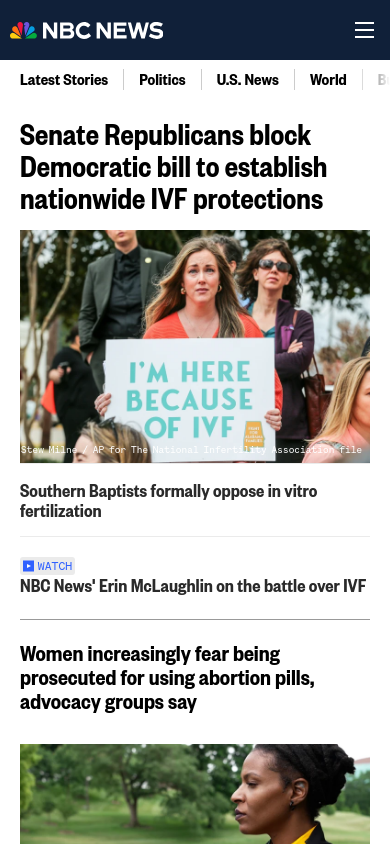 NBC NEWS
Latest Stories
Politics
U.S. News
World
Senate Republicans block
Democratic bill to establish
nationwide IVF protections
I'M HERE
BECAUSE
OF IVF
Stew Milne / AP for The National Infertility Association file
Southern Baptists formally oppose in vitro
fertilization
WATCH
NBC News' Erin McLaughlin on the battle over IVF
Women increasingly fear being
prosecuted for using abortion pills,
advocacy groups say